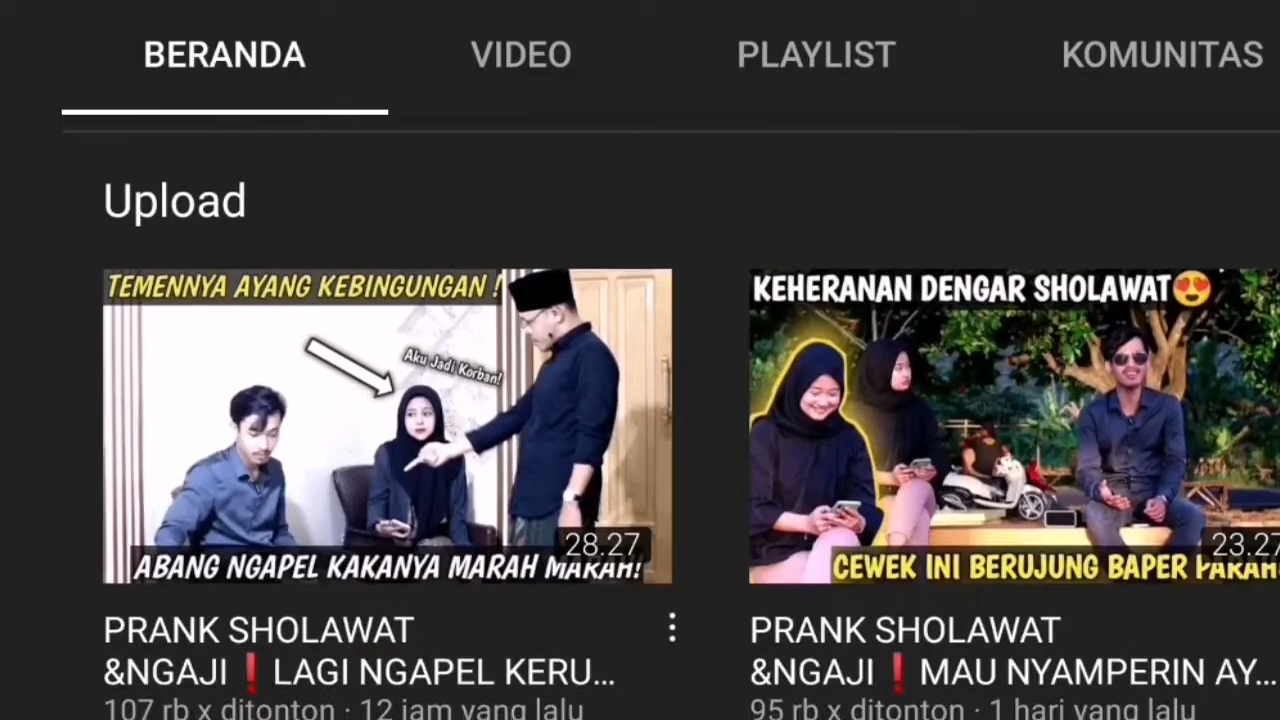 BERANDA VIDEO PLAYLIST KOMUNITAS
Upload
TEMENNYA AYANG KEBINGUNGAN !
Aku Jadi Korban!
28.27
ABANG NGAPEL KAKANYA MARAH MARAH!
KEHERANAN DENGAR SHOLAWAT😍
23.27
CEWEK INI BERUJUNG BAPER PARAH
PRANK SHOLAWAT
&NGAJI❗LAGI NGAPEL KERU...
107 rb x ditonton · 12 jam yang lalu
PRANK SHOLAWAT
&NGAJI❗MAU NYAMPERIN AY...
95 rb x ditonton · 1 hari yang lalu